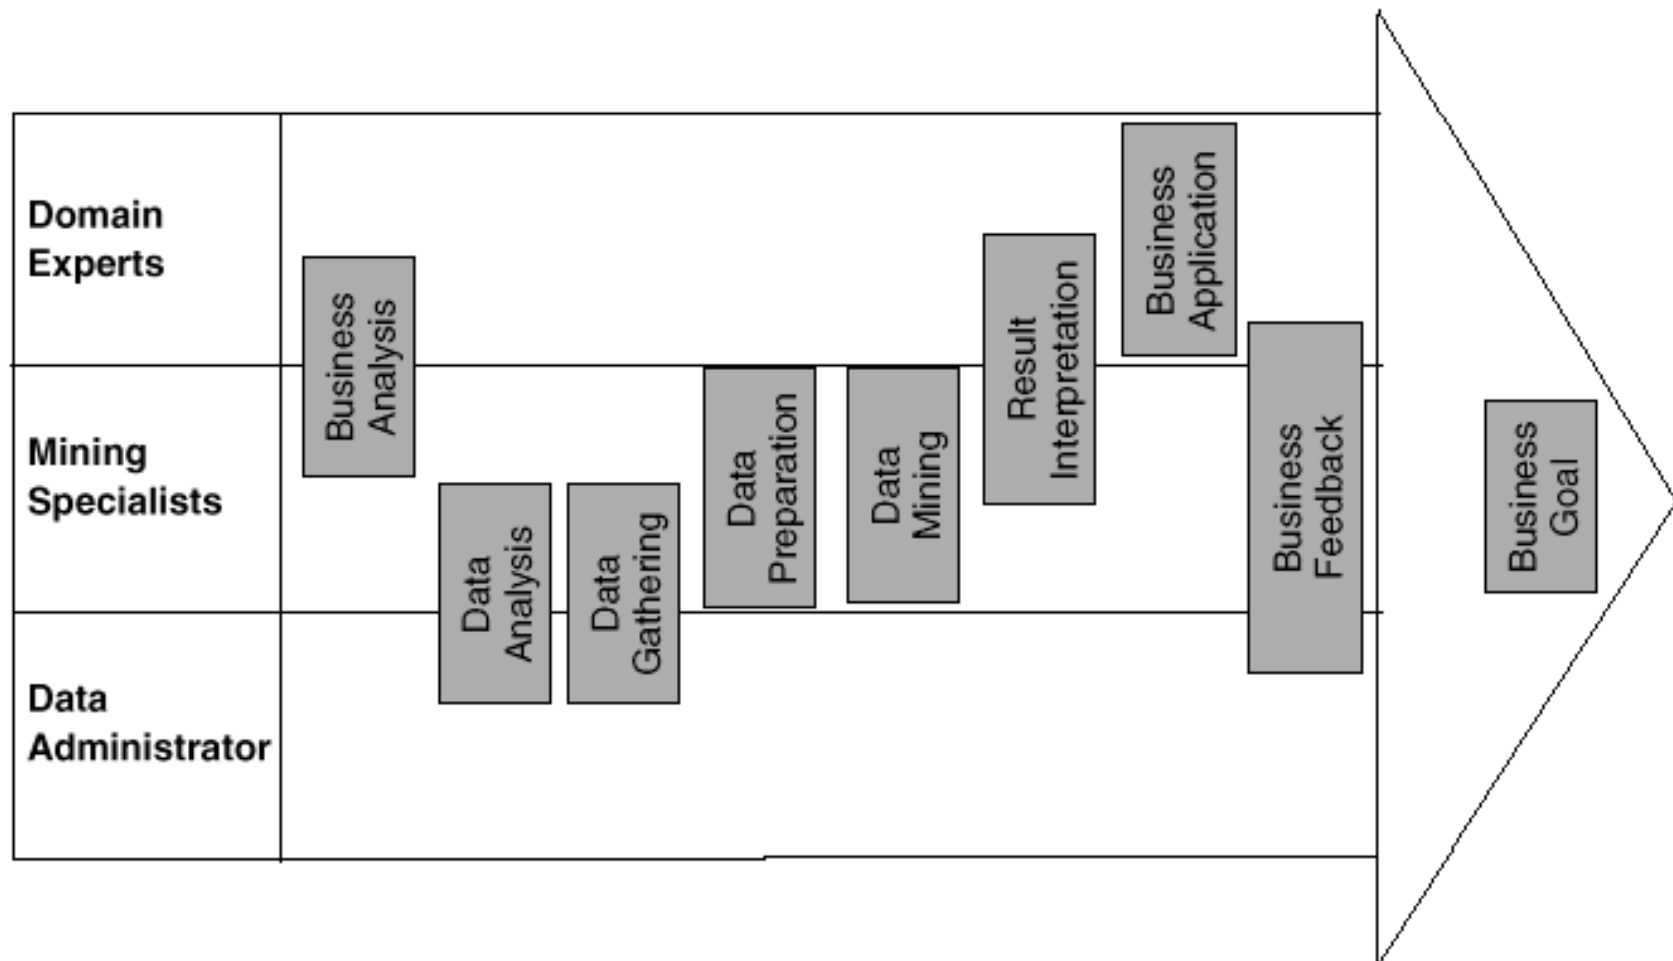 Domain
Experts
Mining
Specialists
Data
Administrator
Business
Analysis
Data
Analysis
Data
Gathering
Data
Preparation
Data
Mining
Result
Interpretation
Business
Application
Business
Feedback
Business
Goal